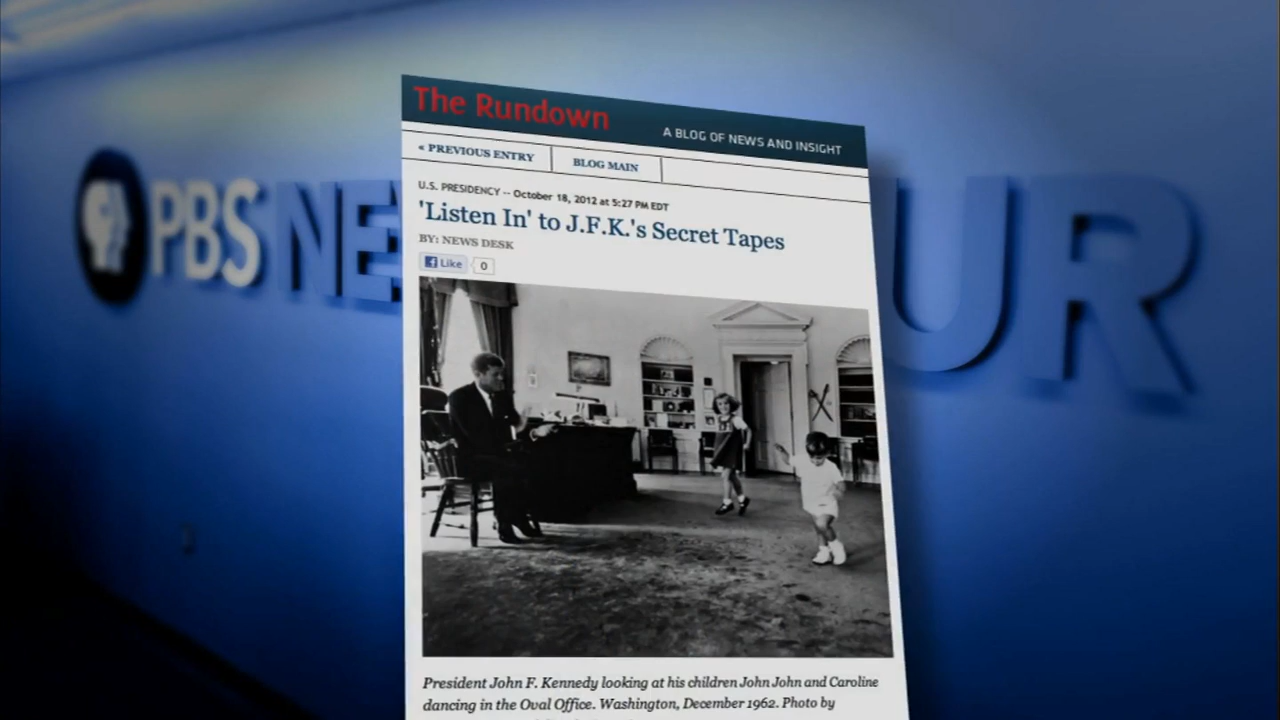 The Rundown
A BLOG OF NEWS AND INSIGHT
« PREVIOUS ENTRY
BLOG MAIN
U.S. PRESIDENCY -- October 18, 2012 at 5:27 PM EDT
'Listen In' to J.F.K.'s Secret Tapes
BY: NEWS DESK
Like 0
PBS NE UR
President John F. Kennedy looking at his children John John and Caroline
dancing in the Oval Office. Washington, December 1962. Photo by